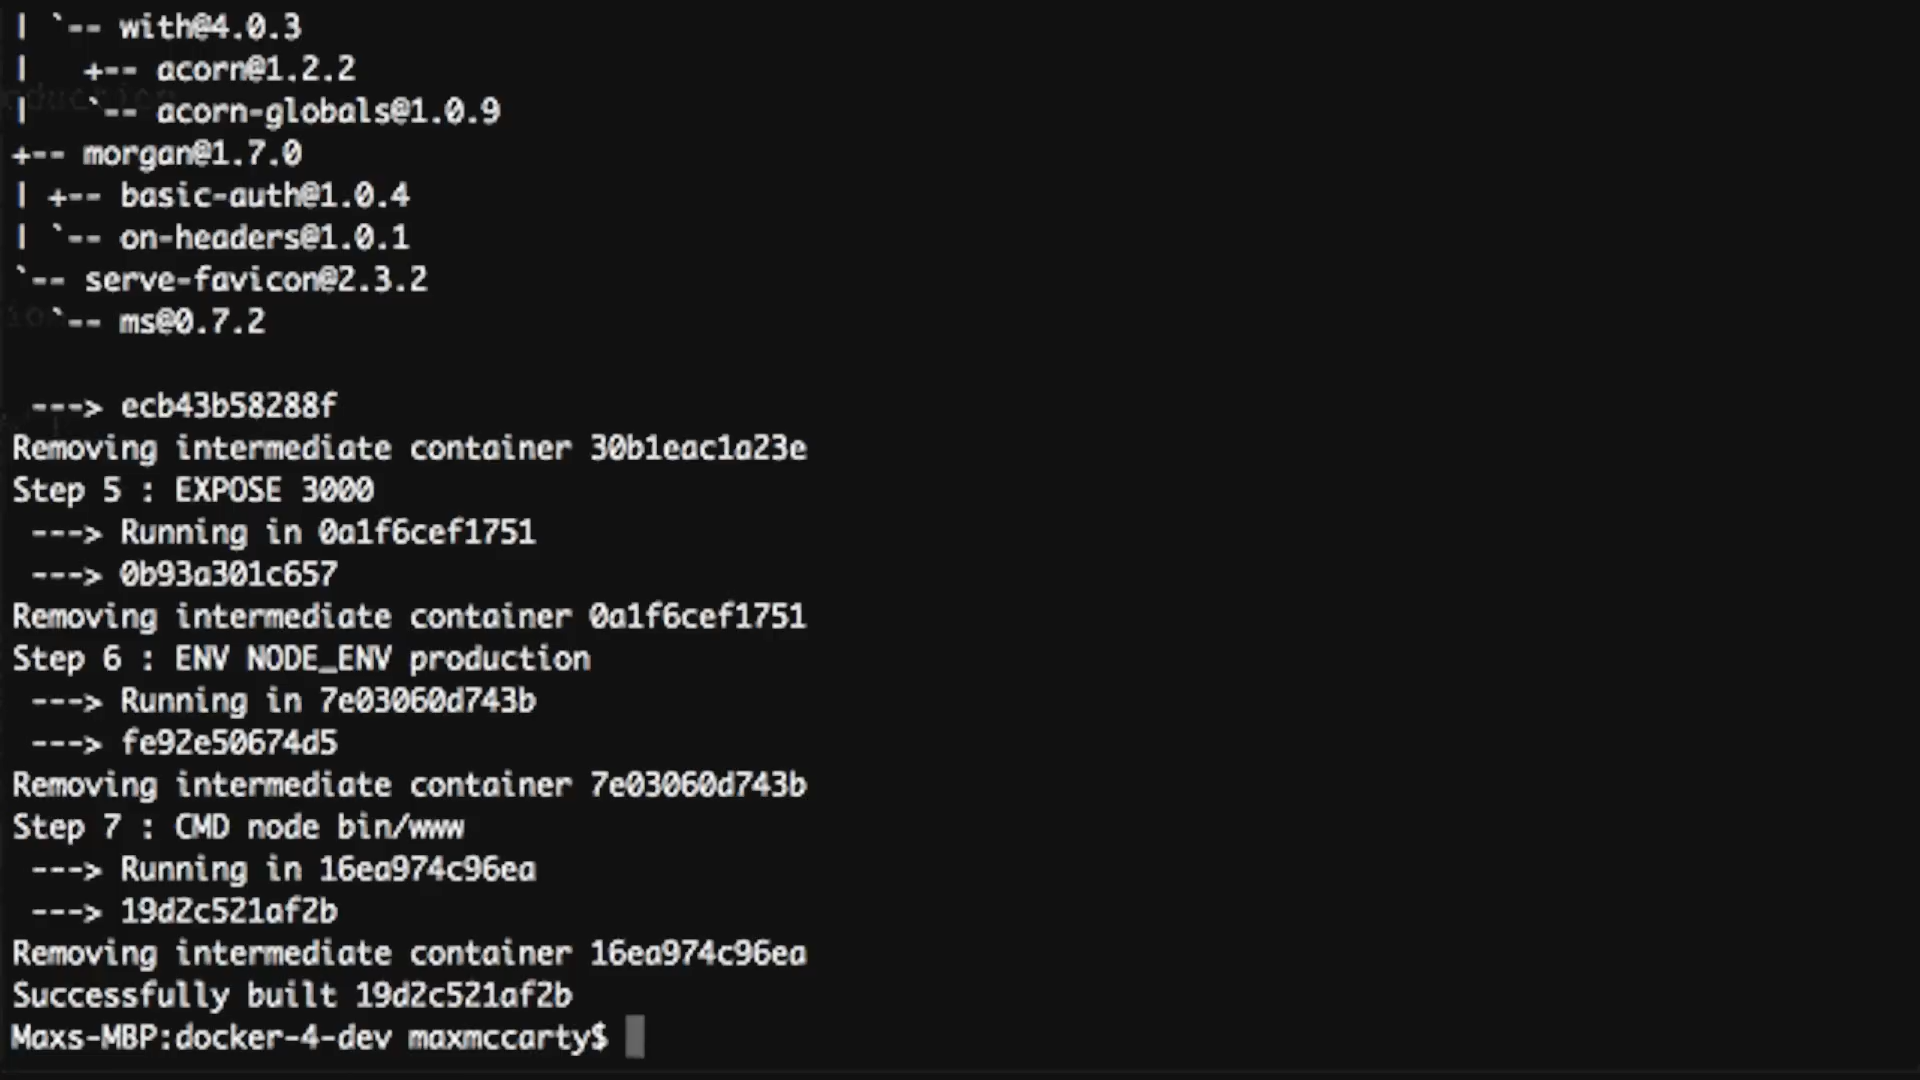 | `-- with@4.0.3
|   +-- acorn@1.2.2
|   `-- acorn-globals@1.0.9
+-- morgan@1.7.0
| +-- basic-auth@1.0.4
| `-- on-headers@1.0.1
`-- serve-favicon@2.3.2
  `-- ms@0.7.2

 ---> ecb43b58288f
Removing intermediate container 30b1eac1a23e
Step 5 : EXPOSE 3000
 ---> Running in 0a1f6cef1751
 ---> 0b93a301c657
Removing intermediate container 0a1f6cef1751
Step 6 : ENV NODE_ENV production
 ---> Running in 7e03060d743b
 ---> fe92e50674d5
Removing intermediate container 7e03060d743b
Step 7 : CMD node bin/www
 ---> Running in 16ea974c96ea
 ---> 19d2c521af2b
Removing intermediate container 16ea974c96ea
Successfully built 19d2c521af2b
Maxs-MBP:docker-4-dev maxmccarty$